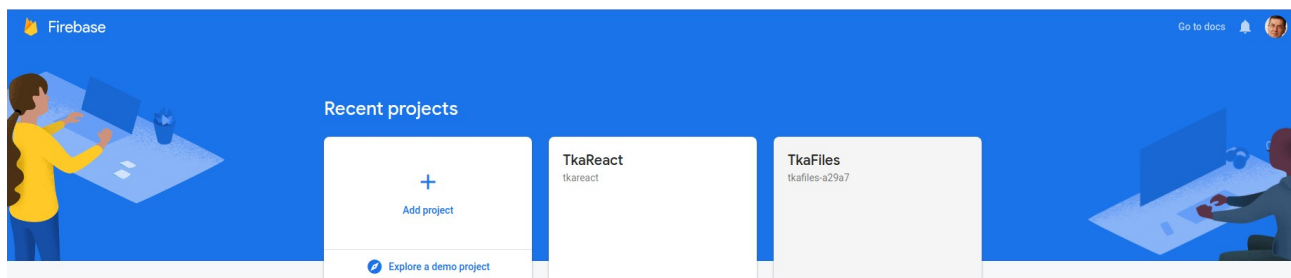 Firebase
Go to docs
Recent projects
Add project
Explore a demo project
TkaReact
tkareact
TkaFiles
tkafiles-a29a7